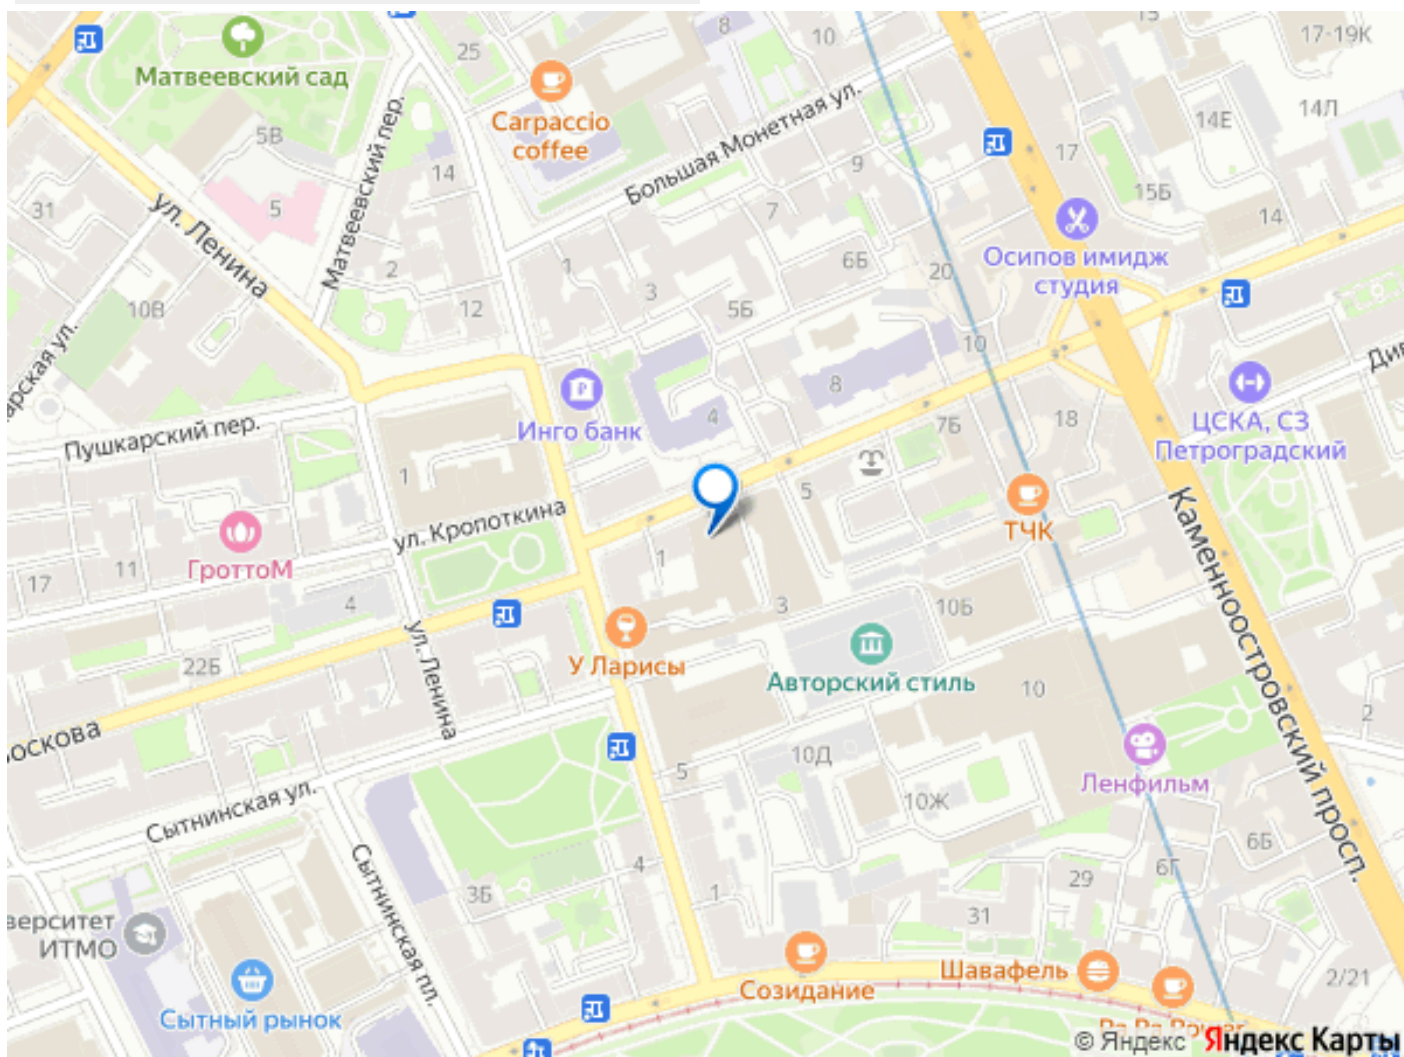 8
15
10
17-19К
25
Матвеевский сад
Carpaccio
coffee
Большая Монетная ул.
14Е
14Л
5В
Матвеевский пер.
14
9
17
15Б
31
5
ул. Ленина
7
14
2
1
6Б
20
Осипов имидж
студия
3
10В
12
5Б
10
8
Инго банк
4
7Б
18
ЦСКА, СЗ
Петроградский
Пушкарский пер.
1
5
ул. Кропоткина
ТЧК
Каменноостровский просп.
ГроттоМ
17
11
1
4
3
10Б
У Ларисы
Авторский стиль
22Б
ул. Ленина
10
2
10Д
5
Ленфильм
Сытнинская ул.
10Ж
6Б
4
6Г
29
3Б
1
31
Сытнинская пл.
ИТМО
Сытный рынок
Созидание
Шавафель
2/21
© Яндекс Яндекс Карты